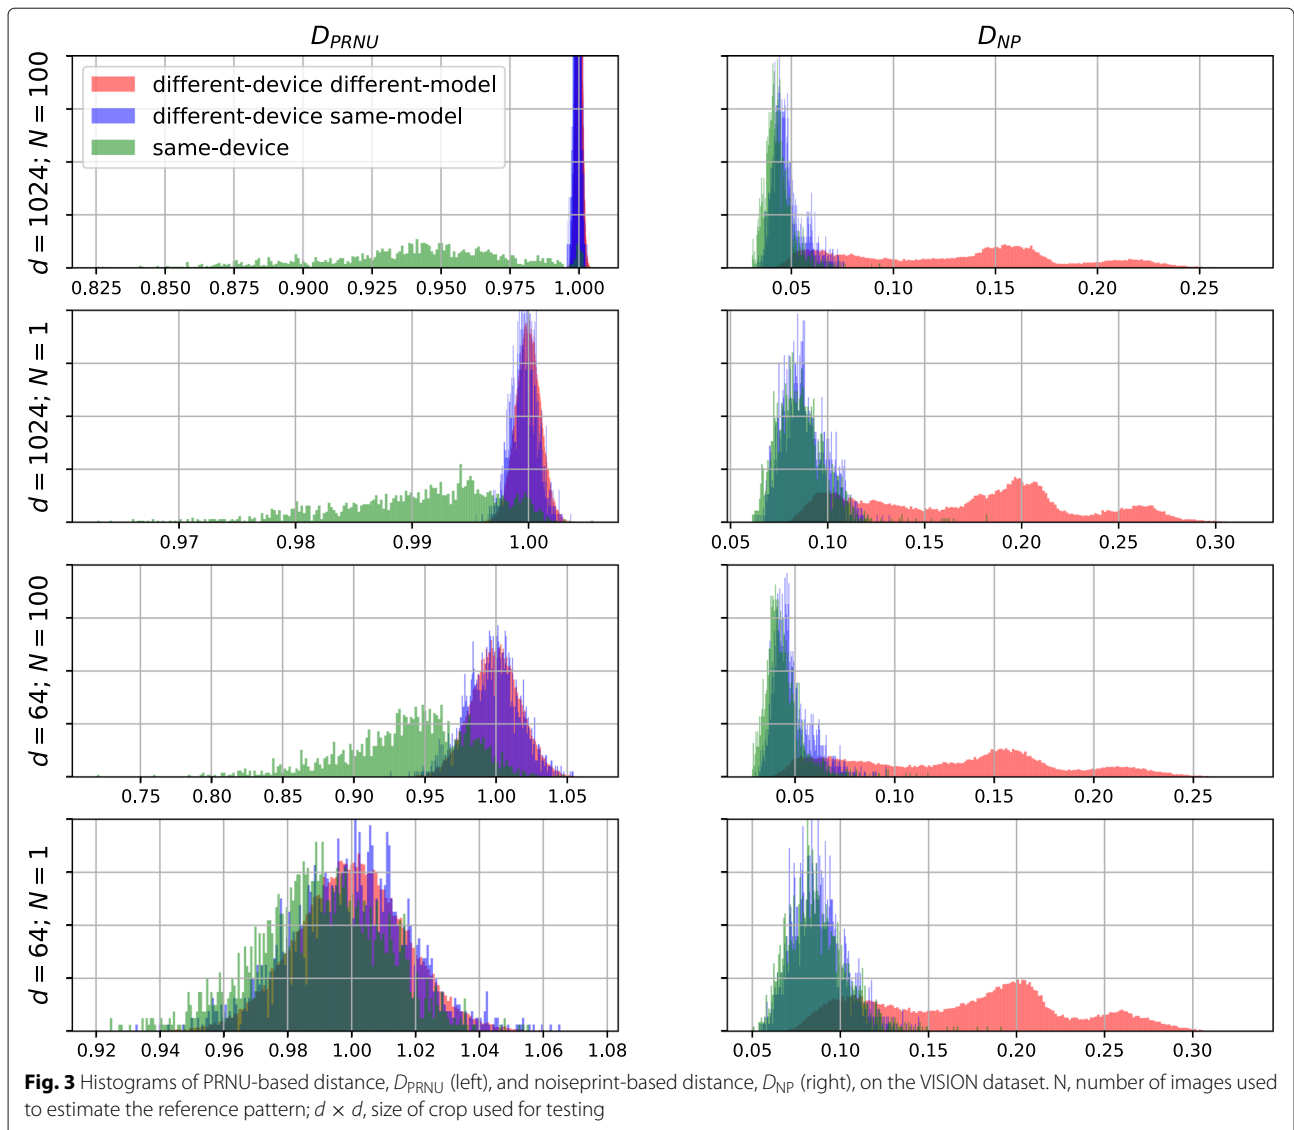 D_PRNU
D_NP
d = 1024; N = 100
different-device different-model
different-device same-model
same-device
0.825 0.850 0.875 0.900 0.925 0.950 0.975 1.000
0.05 0.10 0.15 0.20 0.25
d = 1024; N = 1
0.97 0.98 0.99 1.00
0.05 0.10 0.15 0.20 0.25 0.30
d = 64; N = 100
0.75 0.80 0.85 0.90 0.95 1.00 1.05
0.05 0.10 0.15 0.20 0.25
d = 64; N = 1
0.92 0.94 0.96 0.98 1.00 1.02 1.04 1.06 1.08
0.05 0.10 0.15 0.20 0.25 0.30
Fig. 3 Histograms of PRNU-based distance, D_PRNU (left), and noiseprint-based distance, D_NP (right), on the VISION dataset. N, number of images used
to estimate the reference pattern; d × d, size of crop used for testing